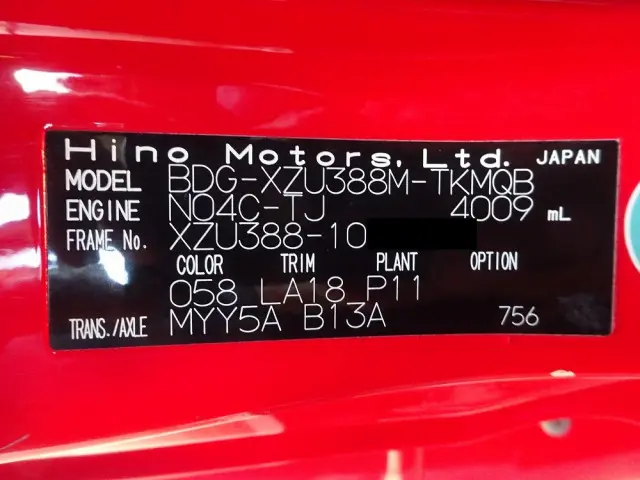 Hino Motors, Ltd. JAPAN
MODEL BDG-XZU388M-TKMQB
ENGINE N04C-TJ 4009 mL
FRAME No. XZU388-10
COLOR TRIM PLANT OPTION
058 LA18 P11
TRANS./AXLE MYY5A B13A 756